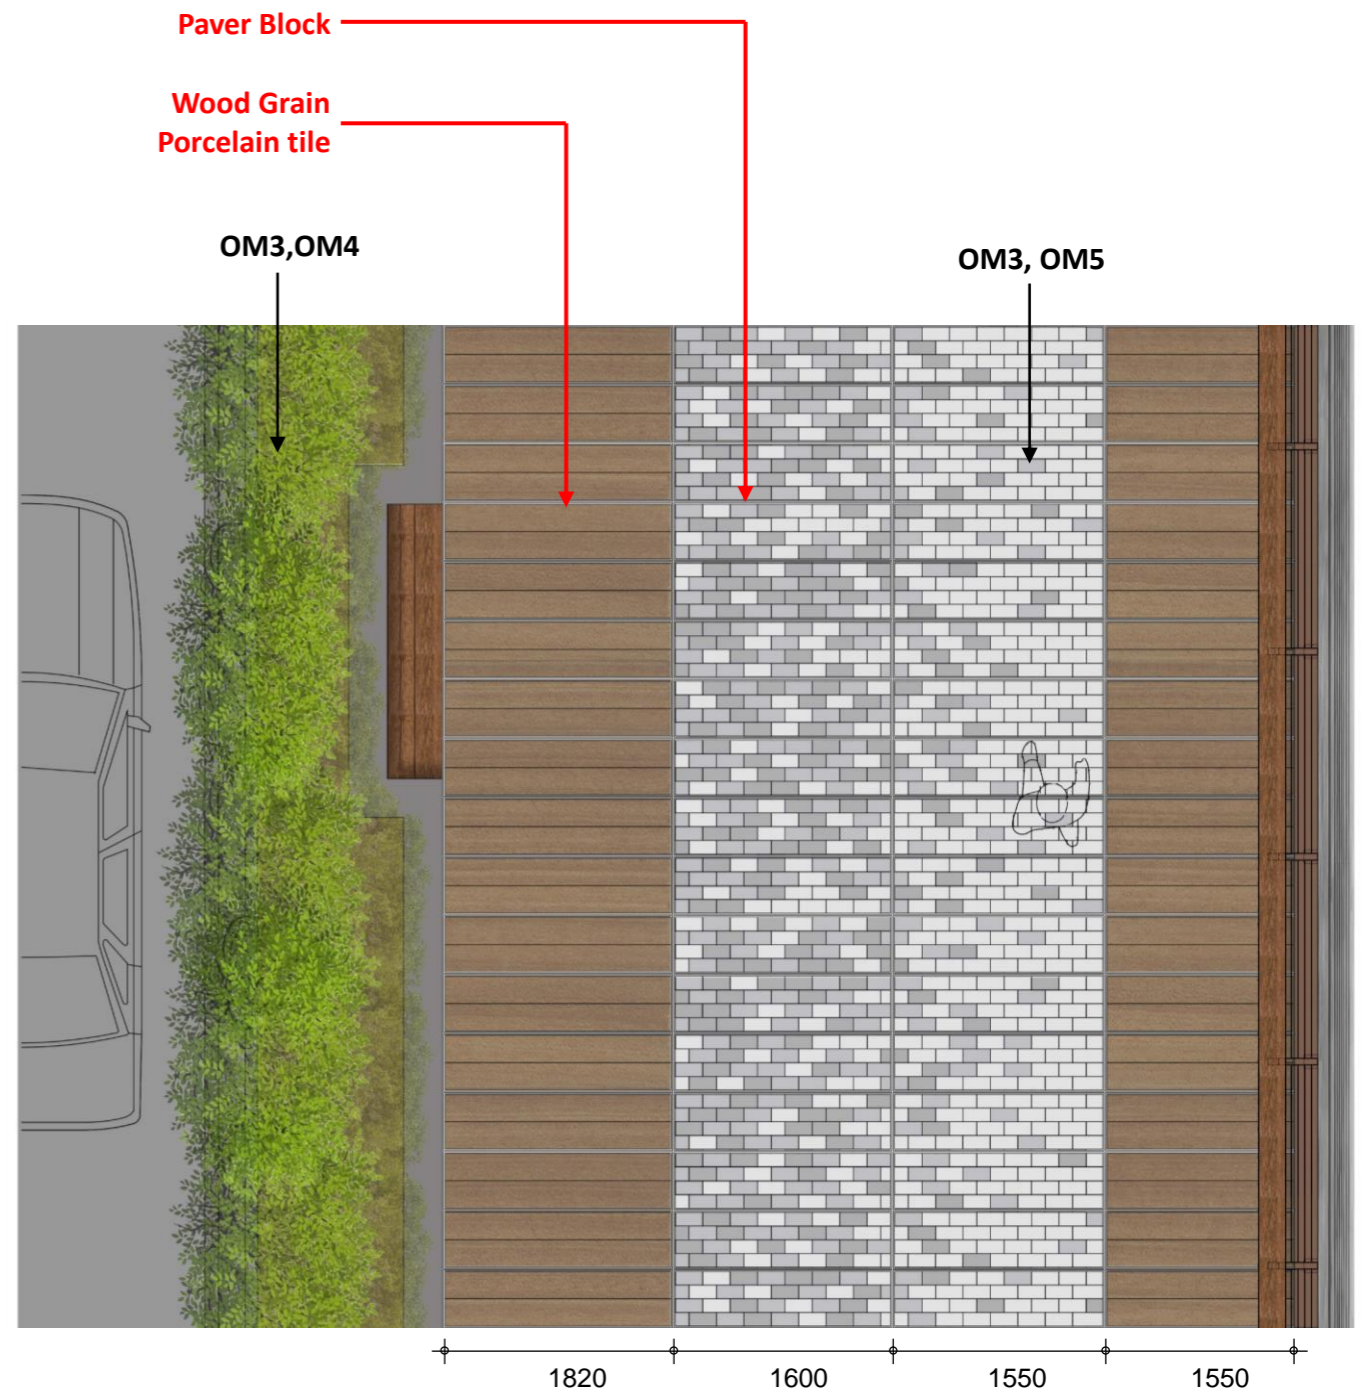 Paver Block
Wood Grain
Porcelain tile
OM3,OM4
OM3, OM5
1820
1600
1550
1550